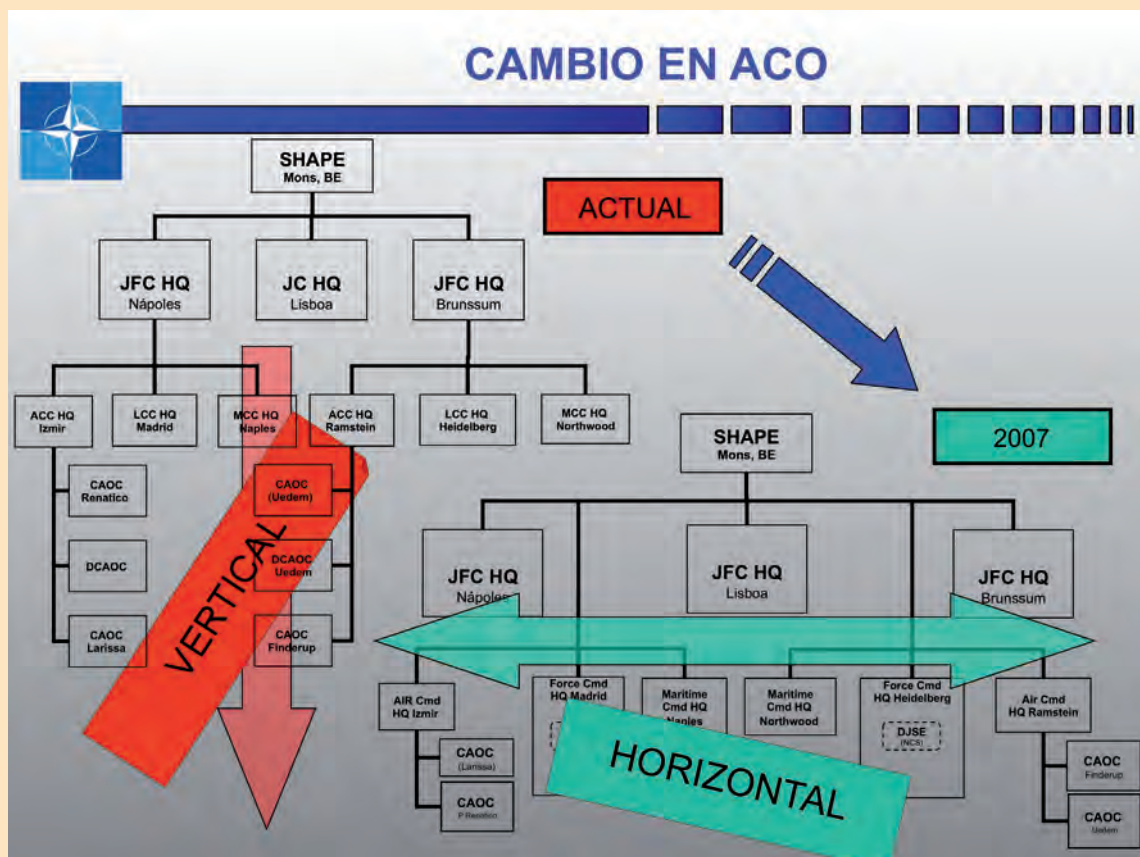 CAMBIO EN ACO
SHAPE
Mons, BE
ACTUAL
JFC HQ
Nápoles
JC HQ
Lisboa
JFC HQ
Brunssum
ACC HQ
Izmir
LCC HQ
Madrid
MCC HQ
Naples
ACC HQ
Ramstein
LCC HQ
Heidelberg
MCC HQ
Northwood
CAOC
Renatico
DCAOC
CAOC
Larissa
CAOC
(Uedem)
DCAOC
Uedem
CAOC
Finderup
VERTICAL
2007
SHAPE
Mons, BE
JFC HQ
Nápoles
JFC HQ
Lisboa
JFC HQ
Brunssum
AIR Cmd
HQ Izmir
Force Cmd
HQ Madrid
Maritime
Cmd HQ
Naples
Maritime
Cmd HQ
Northwood
Force Cmd
HQ Heidelberg
DJSE
(NCS)
Air Cmd
HQ Ramstein
CAOC
(Larissa)
CAOC
P.Renatico
CAOC
Finderup
CAOC
Uedem
HORIZONTAL